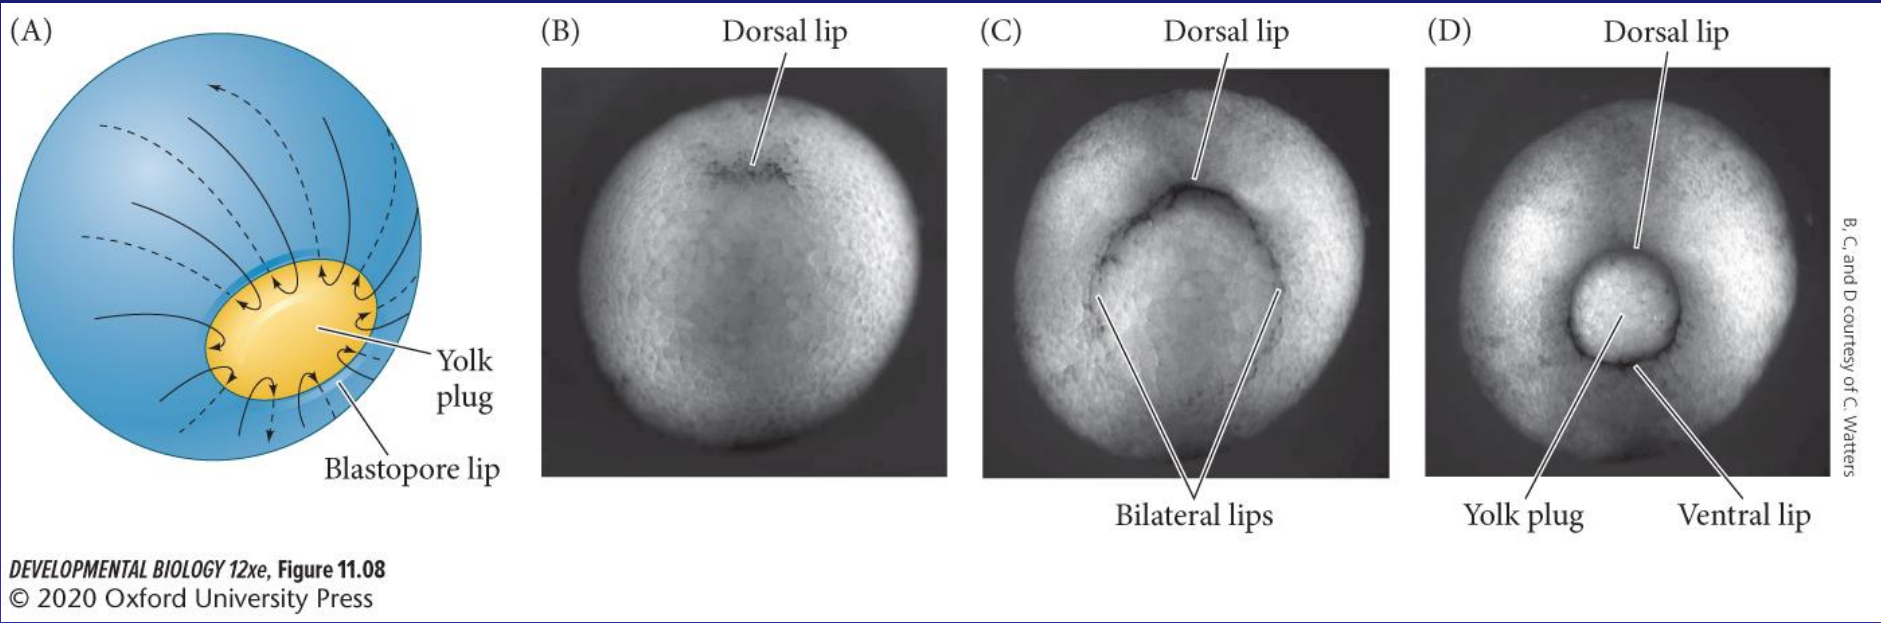 (A)
Yolk
plug
Blastopore lip
(B)
Dorsal lip
(C)
Dorsal lip
Bilateral lips
(D)
Dorsal lip
Yolk plug
Ventral lip
B, C, and D courtesy of C. Watters
DEVELOPMENTAL BIOLOGY 12xe, Figure 11.08
© 2020 Oxford University Press